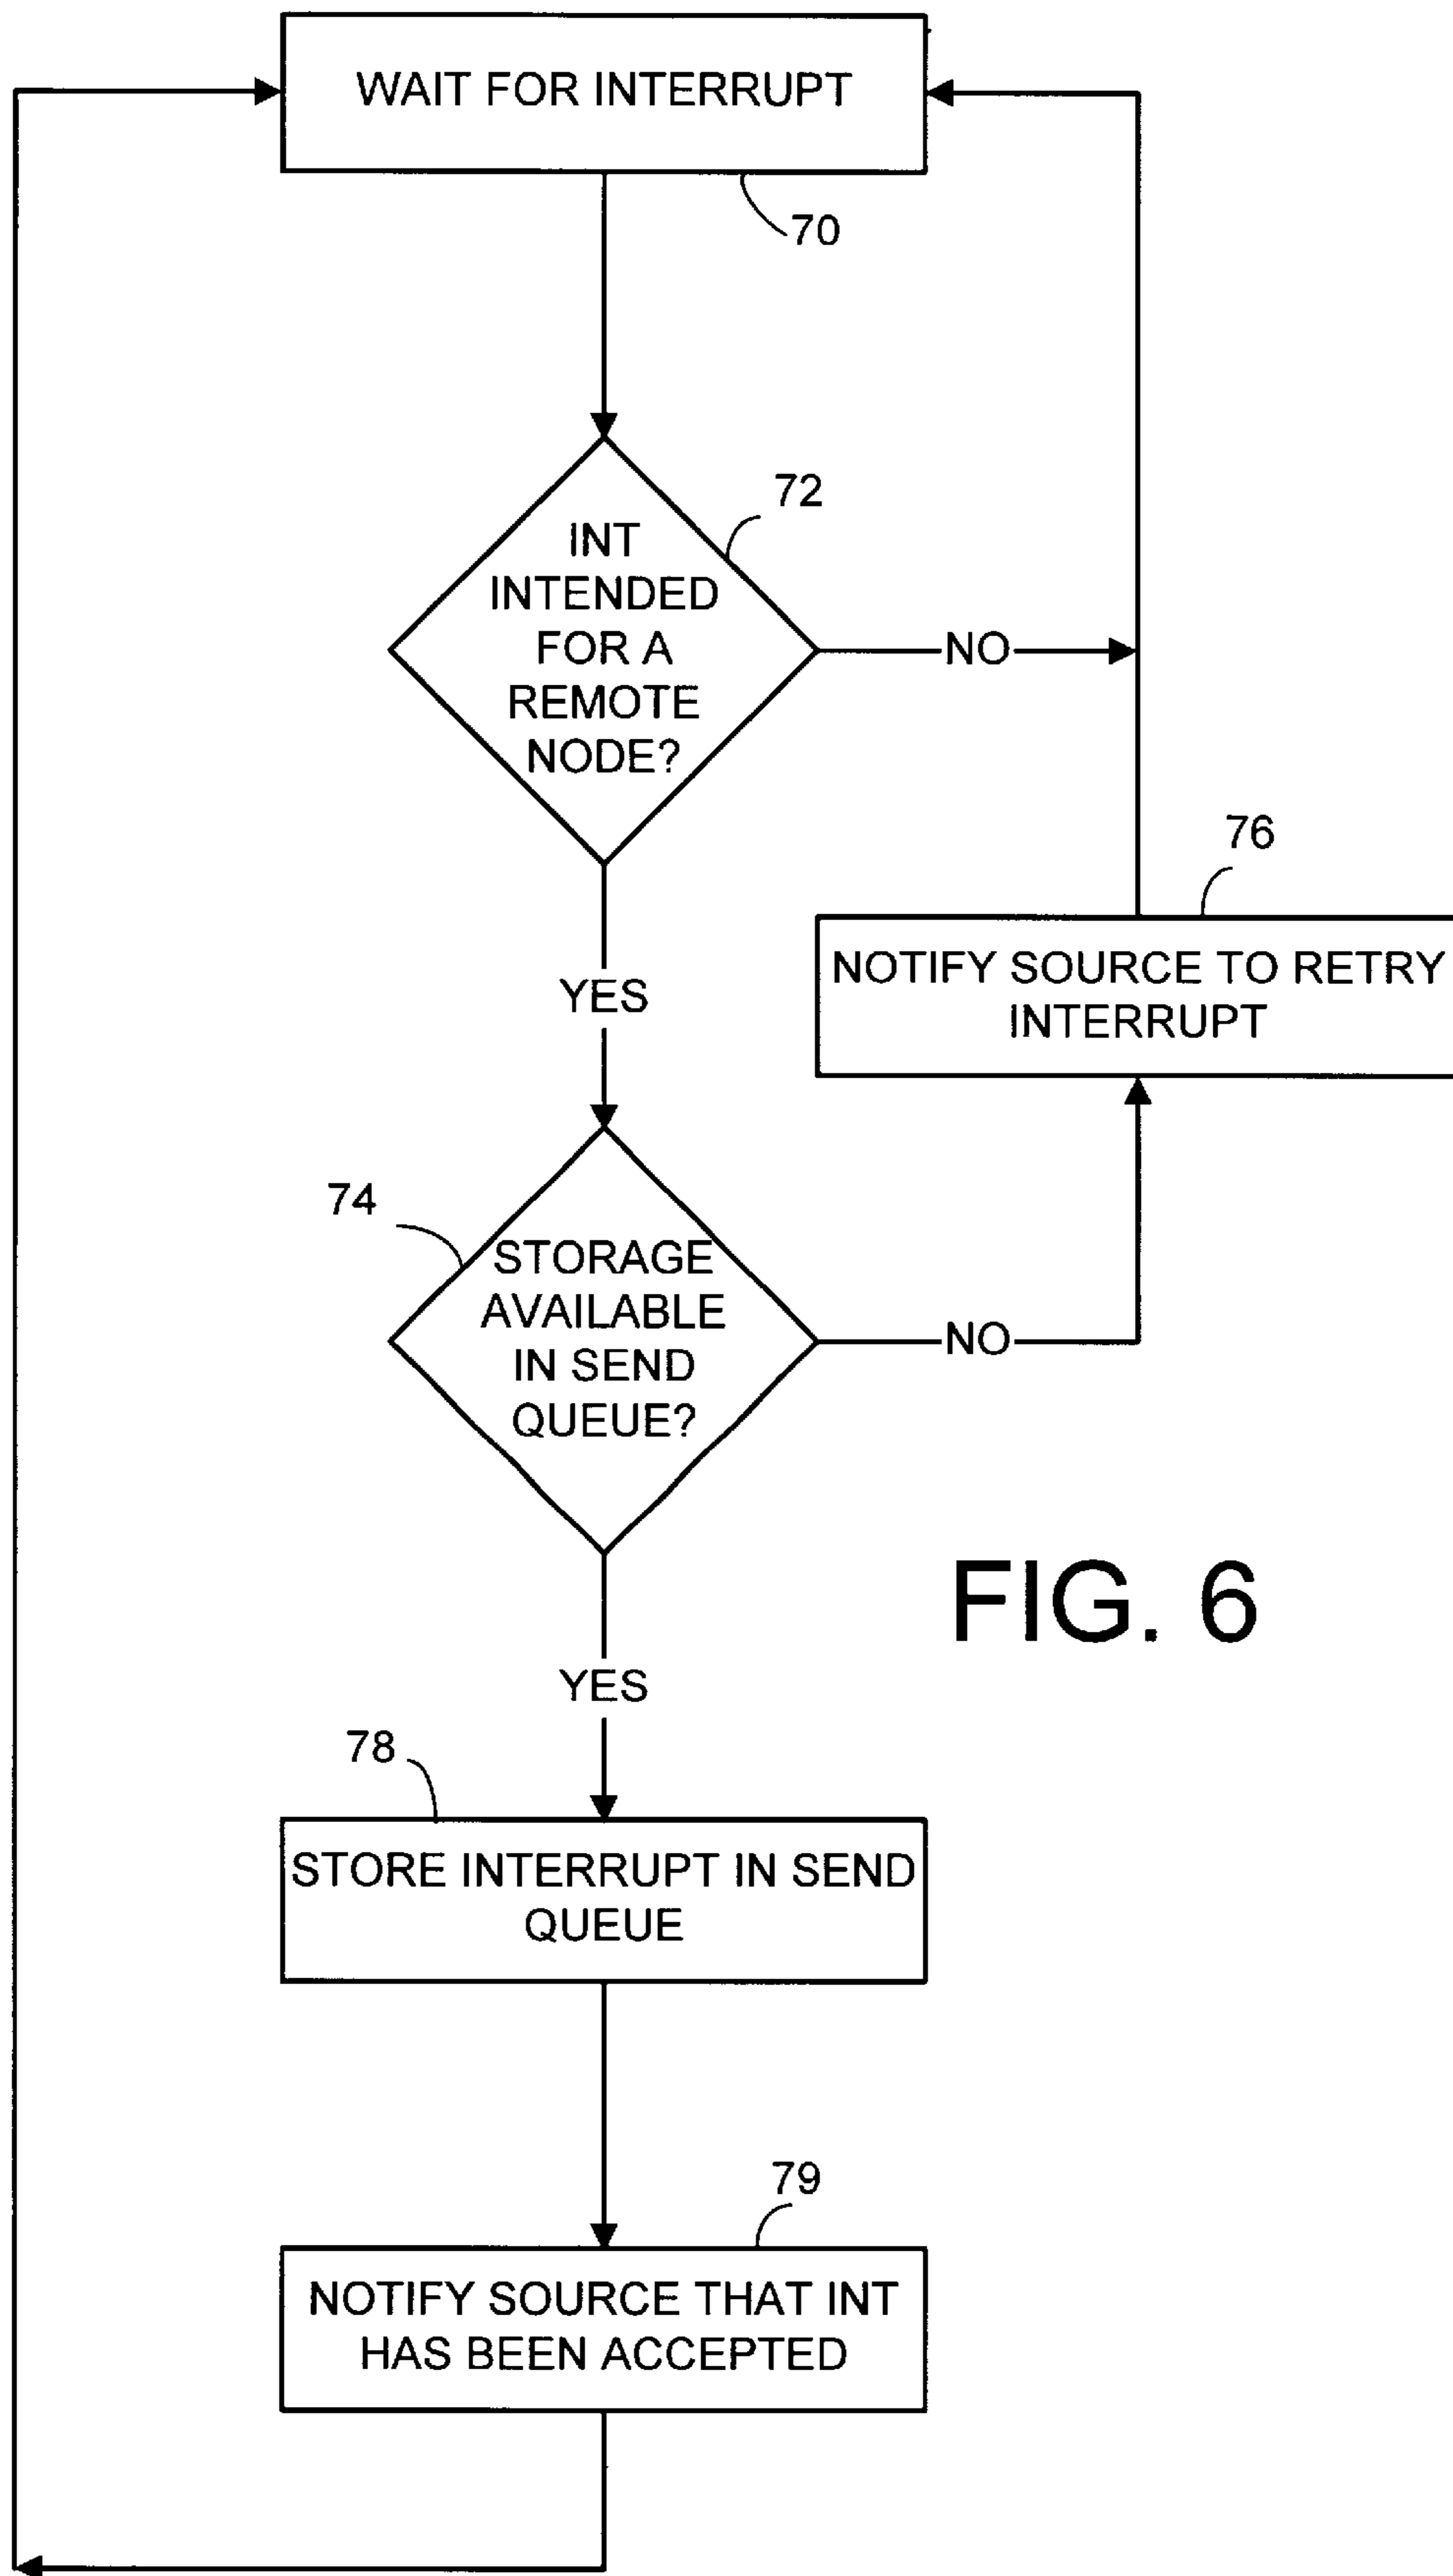 WAIT FOR INTERRUPT
70
72
INT
INTENDED
FOR A
REMOTE
NODE?
NO
76
NOTIFY SOURCE TO RETRY
INTERRUPT
YES
74
STORAGE
AVAILABLE
IN SEND
QUEUE?
NO
FIG. 6
YES
78
STORE INTERRUPT IN SEND
QUEUE
79
NOTIFY SOURCE THAT INT
HAS BEEN ACCEPTED